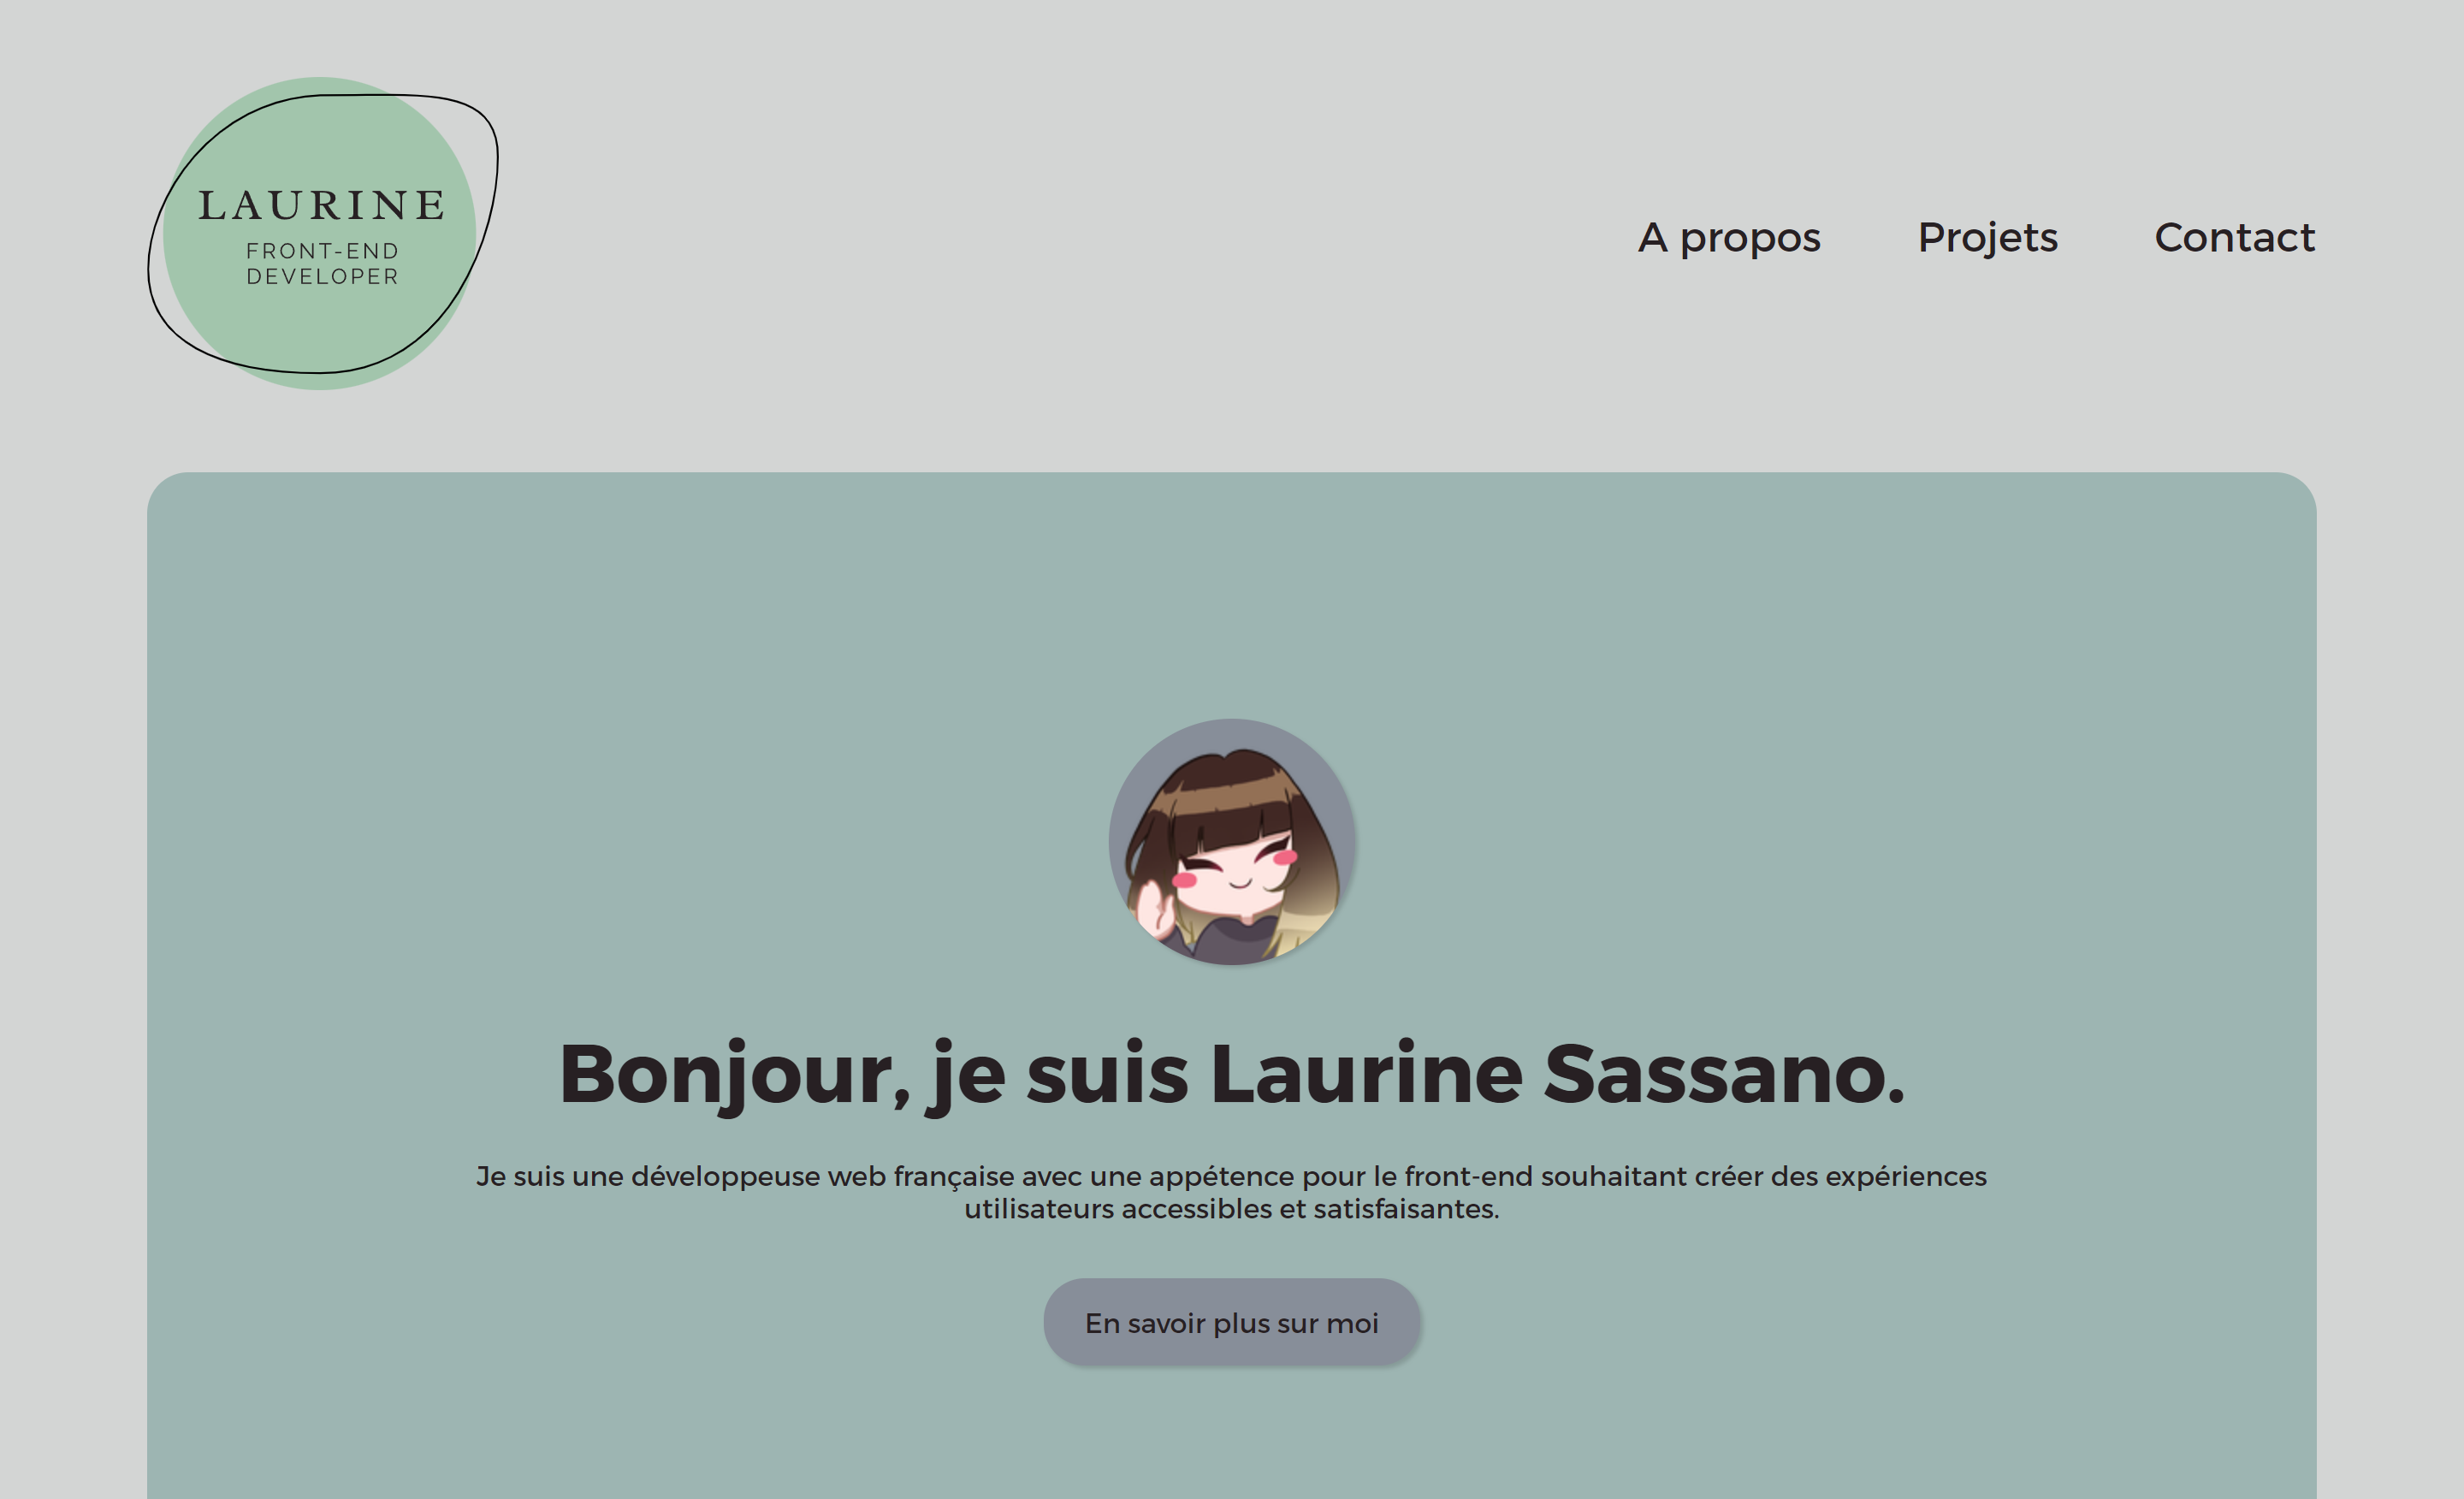 LAURINE
FRONT-END
DEVELOPER
A propos
Projets
Contact
Bonjour, je suis Laurine Sassano.
Je suis une développeuse web française avec une appétence pour le front-end souhaitant créer des expériences
utilisateurs accessibles et satisfaisantes.
En savoir plus sur moi